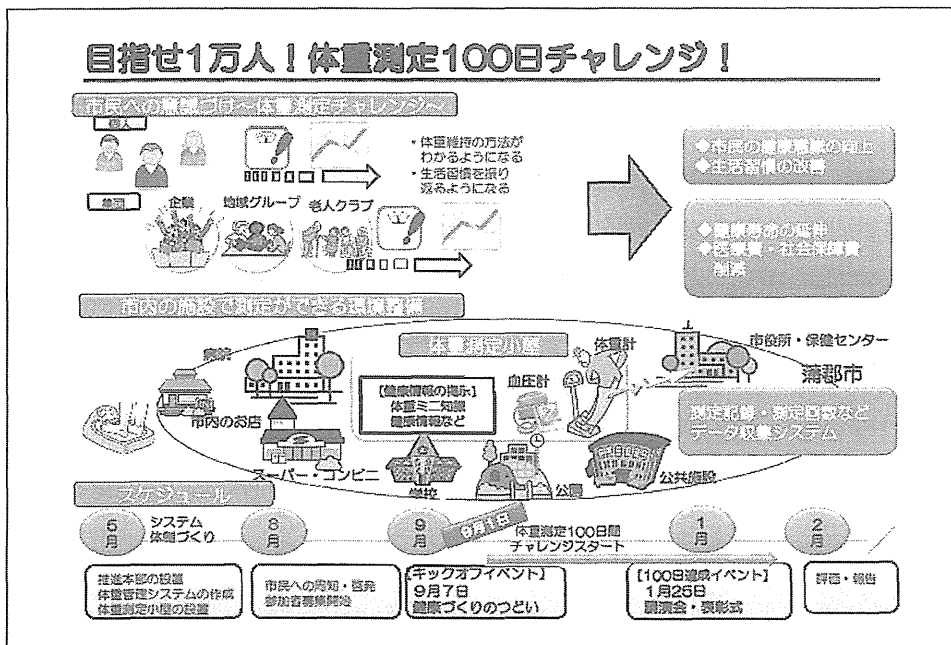 目指せ1万人！体重測定100日チャレンジ！
市民への意識づけ～体重測定チャレンジ～
個人
・体重維持の方法が
わかるようになる
・生活習慣を振り
返るようになる
集団
企業
地域グループ
老人クラブ
◆市民の健康意識の向上
◆生活習慣の改善
◆健康寿命の延伸
◆医療費・社会保障費
削減
市内の施設で測定ができる環境整備
病院
体重測定小屋
体重計
血圧計
市役所・保健センター
蒲郡市
【健康情報の掲示】
体重ミニ知識
健康情報など
市内のお店
スーパー・コンビニ
学校
公園
公共施設
測定記録・測定回数など
データ収集システム
スケジュール
月
システム
体制づくり
8月
9月
9月1日
体重測定100日間
チャレンジスタート
1月
2月
推進本部の設置
体重管理システムの作成
体重測定小屋の設置
市民への周知・啓発
参加者募集開始
【キックオフイベント】
9月7日
健康づくりのつどい
【100日達成イベント】
1月25日
講演会・表彰式
評価・報告